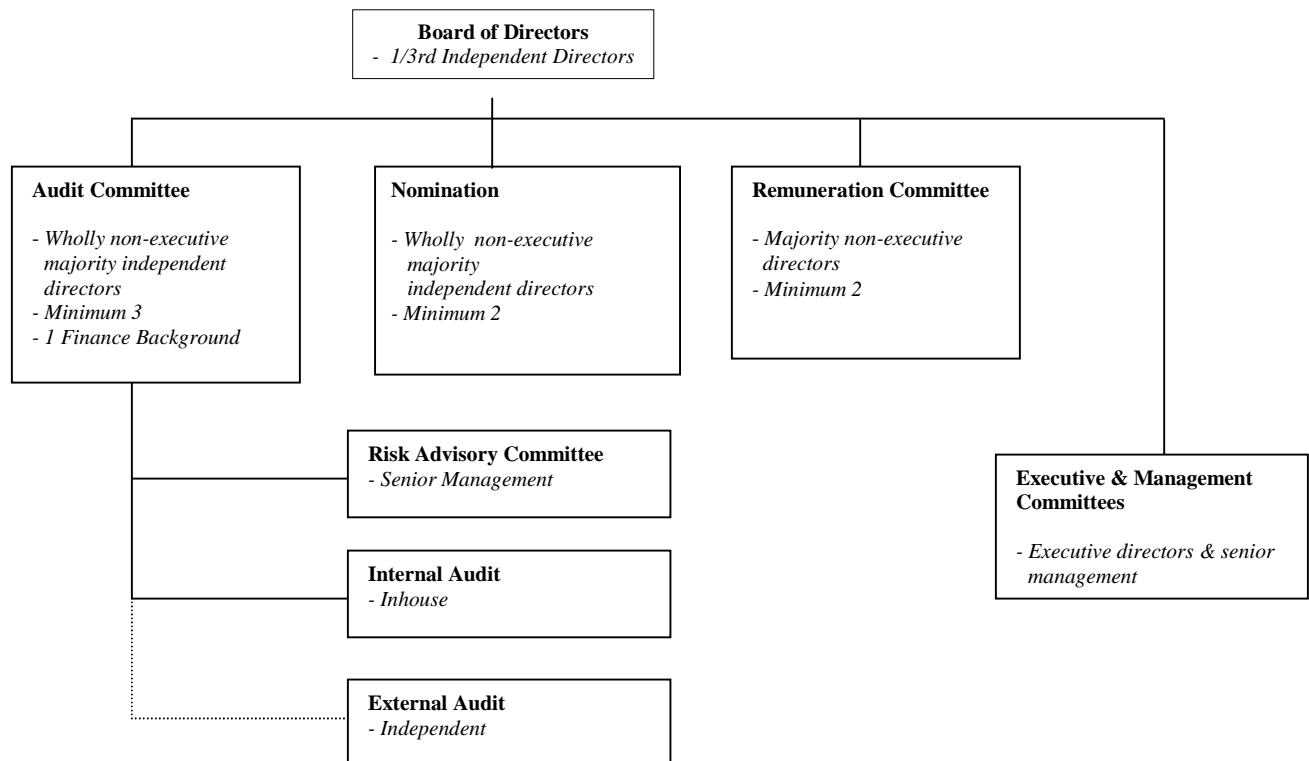 Board of Directors
- 1/3rd Independent Directors
Audit Committee
- Wholly non-executive
majority independent
directors
- Minimum 3
- 1 Finance Background
Nomination
- Wholly non-executive
majority
independent directors
- Minimum 2
Remuneration Committee
- Majority non-executive
directors
- Minimum 2
Risk Advisory Committee
- Senior Management
Executive & Management
Committees
- Executive directors & senior
management
Internal Audit
- Inhouse
External Audit
- Independent